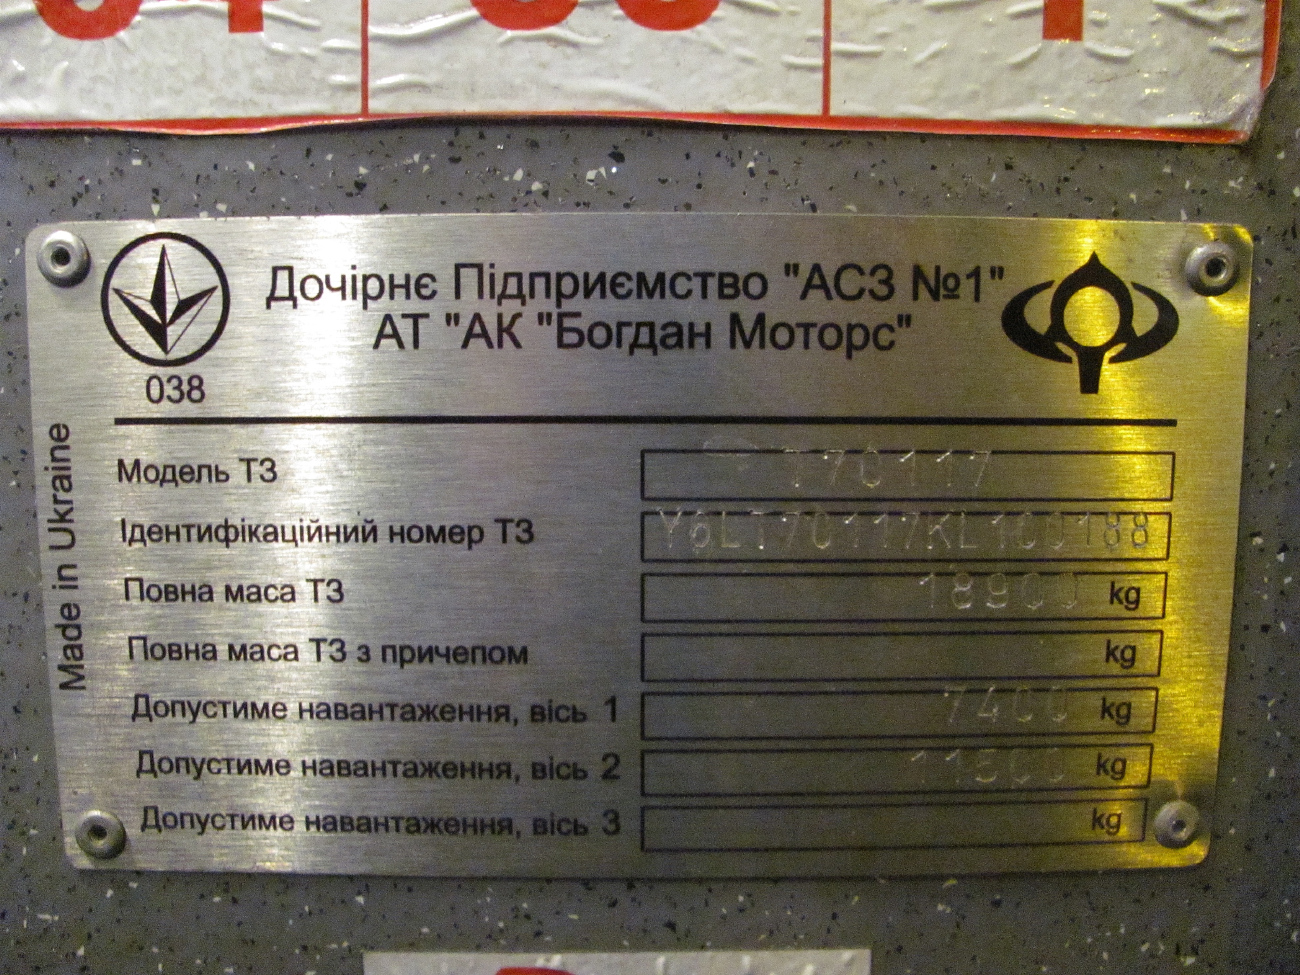 Дочірнє Підприємство "АСЗ №1"
АТ "АК "Богдан Моторс"
038
Made in Ukraine
Модель ТЗ T70117
Ідентифікаційний номер ТЗ Y6LT70117KL100188
Повна маса ТЗ 18900 kg
Повна маса ТЗ з причепом kg
Допустиме навантаження, вісь 1 7400 kg
Допустиме навантаження, вісь 2 11500 kg
Допустиме навантаження, вісь 3 kg